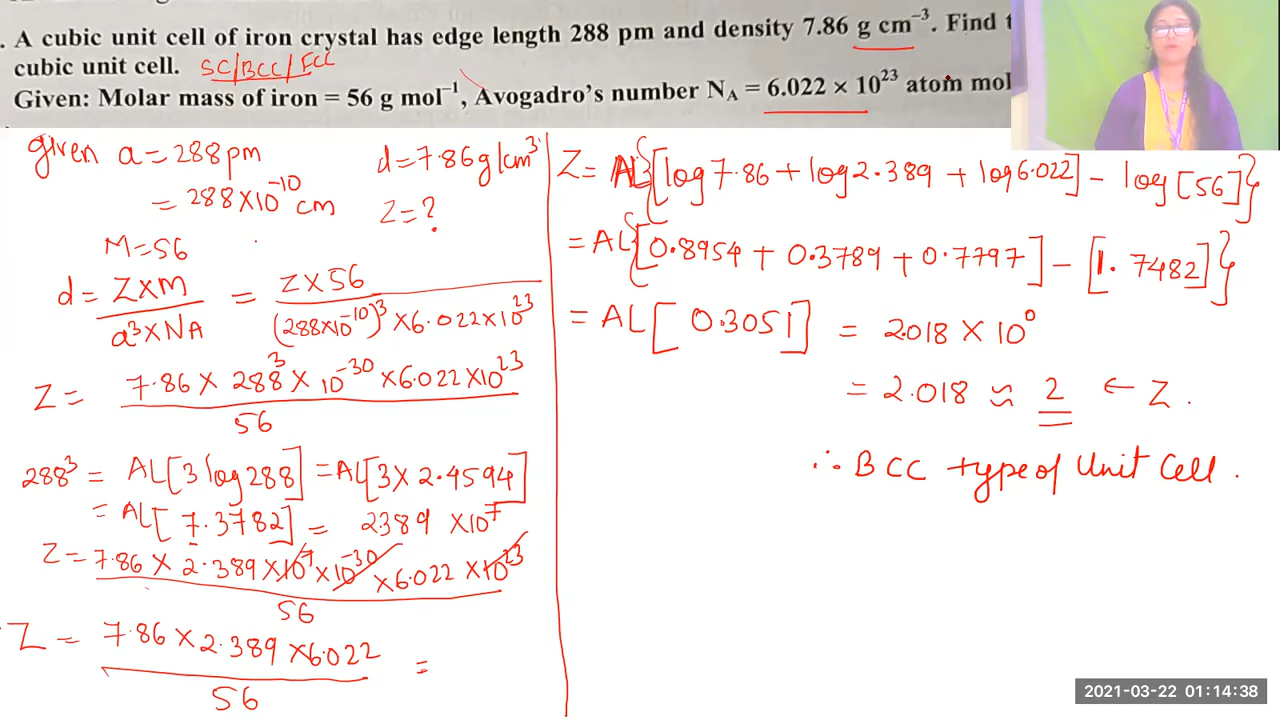 . A cubic unit cell of iron crystal has edge length 288 pm and density 7.86 g cm⁻³. Find t
cubic unit cell. SC/BCC/FCC
Given: Molar mass of iron = 56 g mol⁻¹, Avogadro's number N_A = 6.022 × 10²³ atom mol
given a = 288 pm
= 288×10⁻¹⁰ cm
d = 7.86 g/cm³
Z = ?
M = 56
d = Z×M / a³×NA = Z×56 / (288×10⁻¹⁰)³ × 6.022×10²³
Z = 7.86 × 288³ × 10⁻³⁰ × 6.022×10²³ / 56
288³ = AL[3 log 288] = AL[3 × 2.4594]
= AL[7.3782] = 2389 × 10⁷
Z = 7.86 × 2.389 × 10⁷ × 10⁻³⁰ × 6.022 × 10²³ / 56
Z = 7.86 × 2.389 × 6.022 / 56 =
Z = AL{[log 7.86 + log 2.389 + log 6.022] - log[56]}
= AL{[0.8954 + 0.3789 + 0.7797] - [1.7482]}
= AL[0.3051] = 2.018 × 10⁰
= 2.018 ≈ 2 ← Z.
∴ BCC type of Unit Cell.
2021-03-22 01:14:38